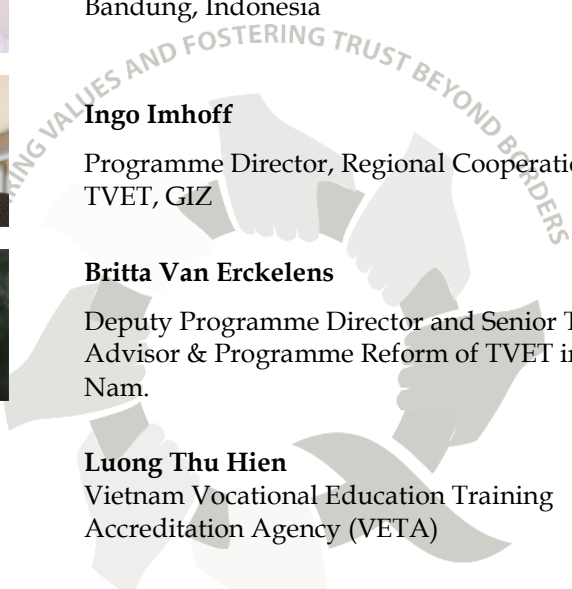 Bandung, Indonesia
AND FOSTERING TRUST BEYOND BORDERS
Ingo Imhoff
Programme Director, Regional
TVET, GIZ
Britta Van Erckelens
Deputy Programme Director and Senior
Advisor & Programme Reform of TVET
Nam.
Luong Thu Hien
Vietnam Vocational Education Training
Accreditation Agency (VETA)